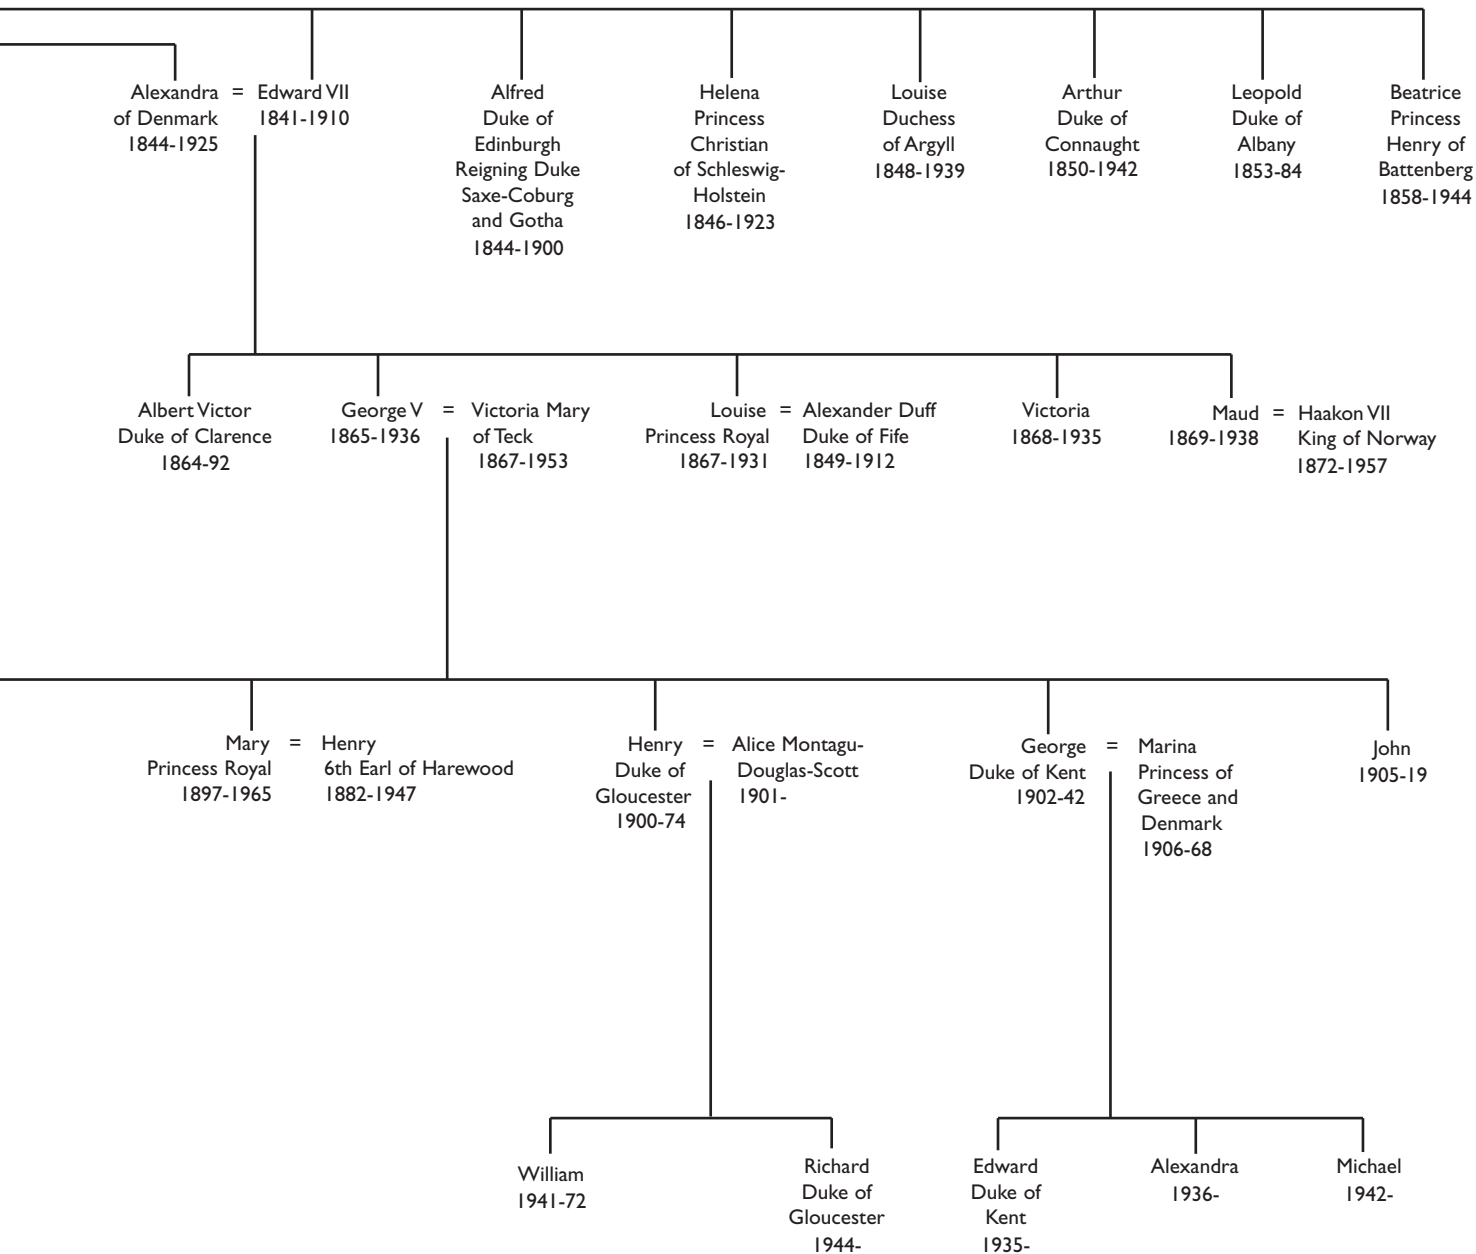 Alexandra = Edward VII
of Denmark 1841-1910
1844-1925
Alfred
Duke of
Edinburgh
Reigning Duke
Saxe-Coburg
and Gotha
1844-1900
Helena
Princess
Christian
of Schleswig-
Holstein
1846-1923
Louise
Duchess
of Argyll
1848-1939
Arthur
Duke of
Connaught
1850-1942
Leopold
Duke of
Albany
1853-84
Beatrice
Princess
Henry of
Battenberg
1858-1944
Albert Victor
Duke of Clarence
1864-92
George V = Victoria Mary
1865-1936 of Teck
1867-1953
Louise = Alexander Duff
Princess Royal Duke of Fife
1867-1931 1849-1912
Victoria
1868-1935
Maud = Haakon VII
1869-1938 King of Norway
1872-1957
Mary = Henry
Princess Royal 6th Earl of Harewood
1897-1965 1882-1947
Henry = Alice Montagu-
Duke of Douglas-Scott
Gloucester 1901-
1900-74
George = Marina
Duke of Kent Princess of
1902-42 Greece and
Denmark
1906-68
John
1905-19
William
1941-72
Richard
Duke of
Gloucester
1944-
Edward
Duke of
Kent
1935-
Alexandra
1936-
Michael
1942-